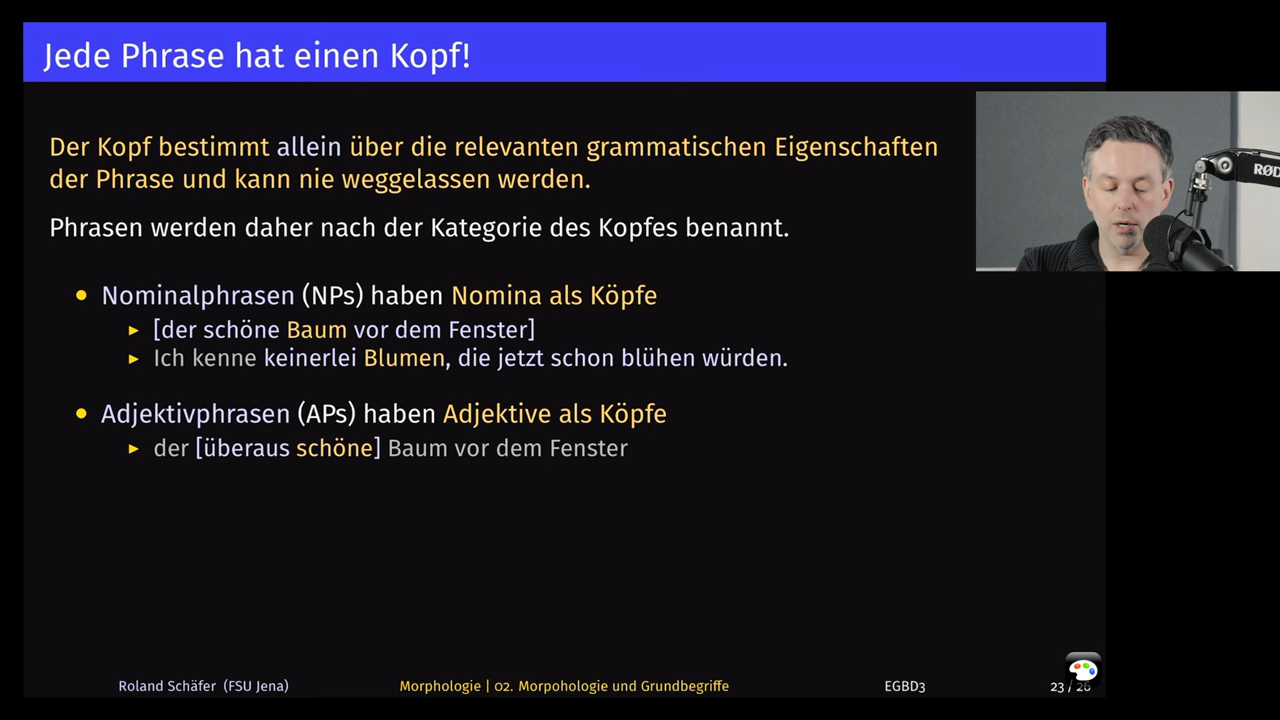 Jede Phrase hat einen Kopf!
Der Kopf bestimmt allein über die relevanten grammatischen Eigenschaften
der Phrase und kann nie weggelassen werden.
Phrasen werden daher nach der Kategorie des Kopfes benannt.
Nominalphrasen (NPs) haben Nomina als Köpfe
[der schöne Baum vor dem Fenster]
Ich kenne keinerlei Blumen, die jetzt schon blühen würden.
Adjektivphrasen (APs) haben Adjektive als Köpfe
der [überaus schöne] Baum vor dem Fenster
RØD
Roland Schäfer (FSU Jena)
Morphologie | 02. Morpohologie und Grundbegriffe
EGBD3
23 / 26